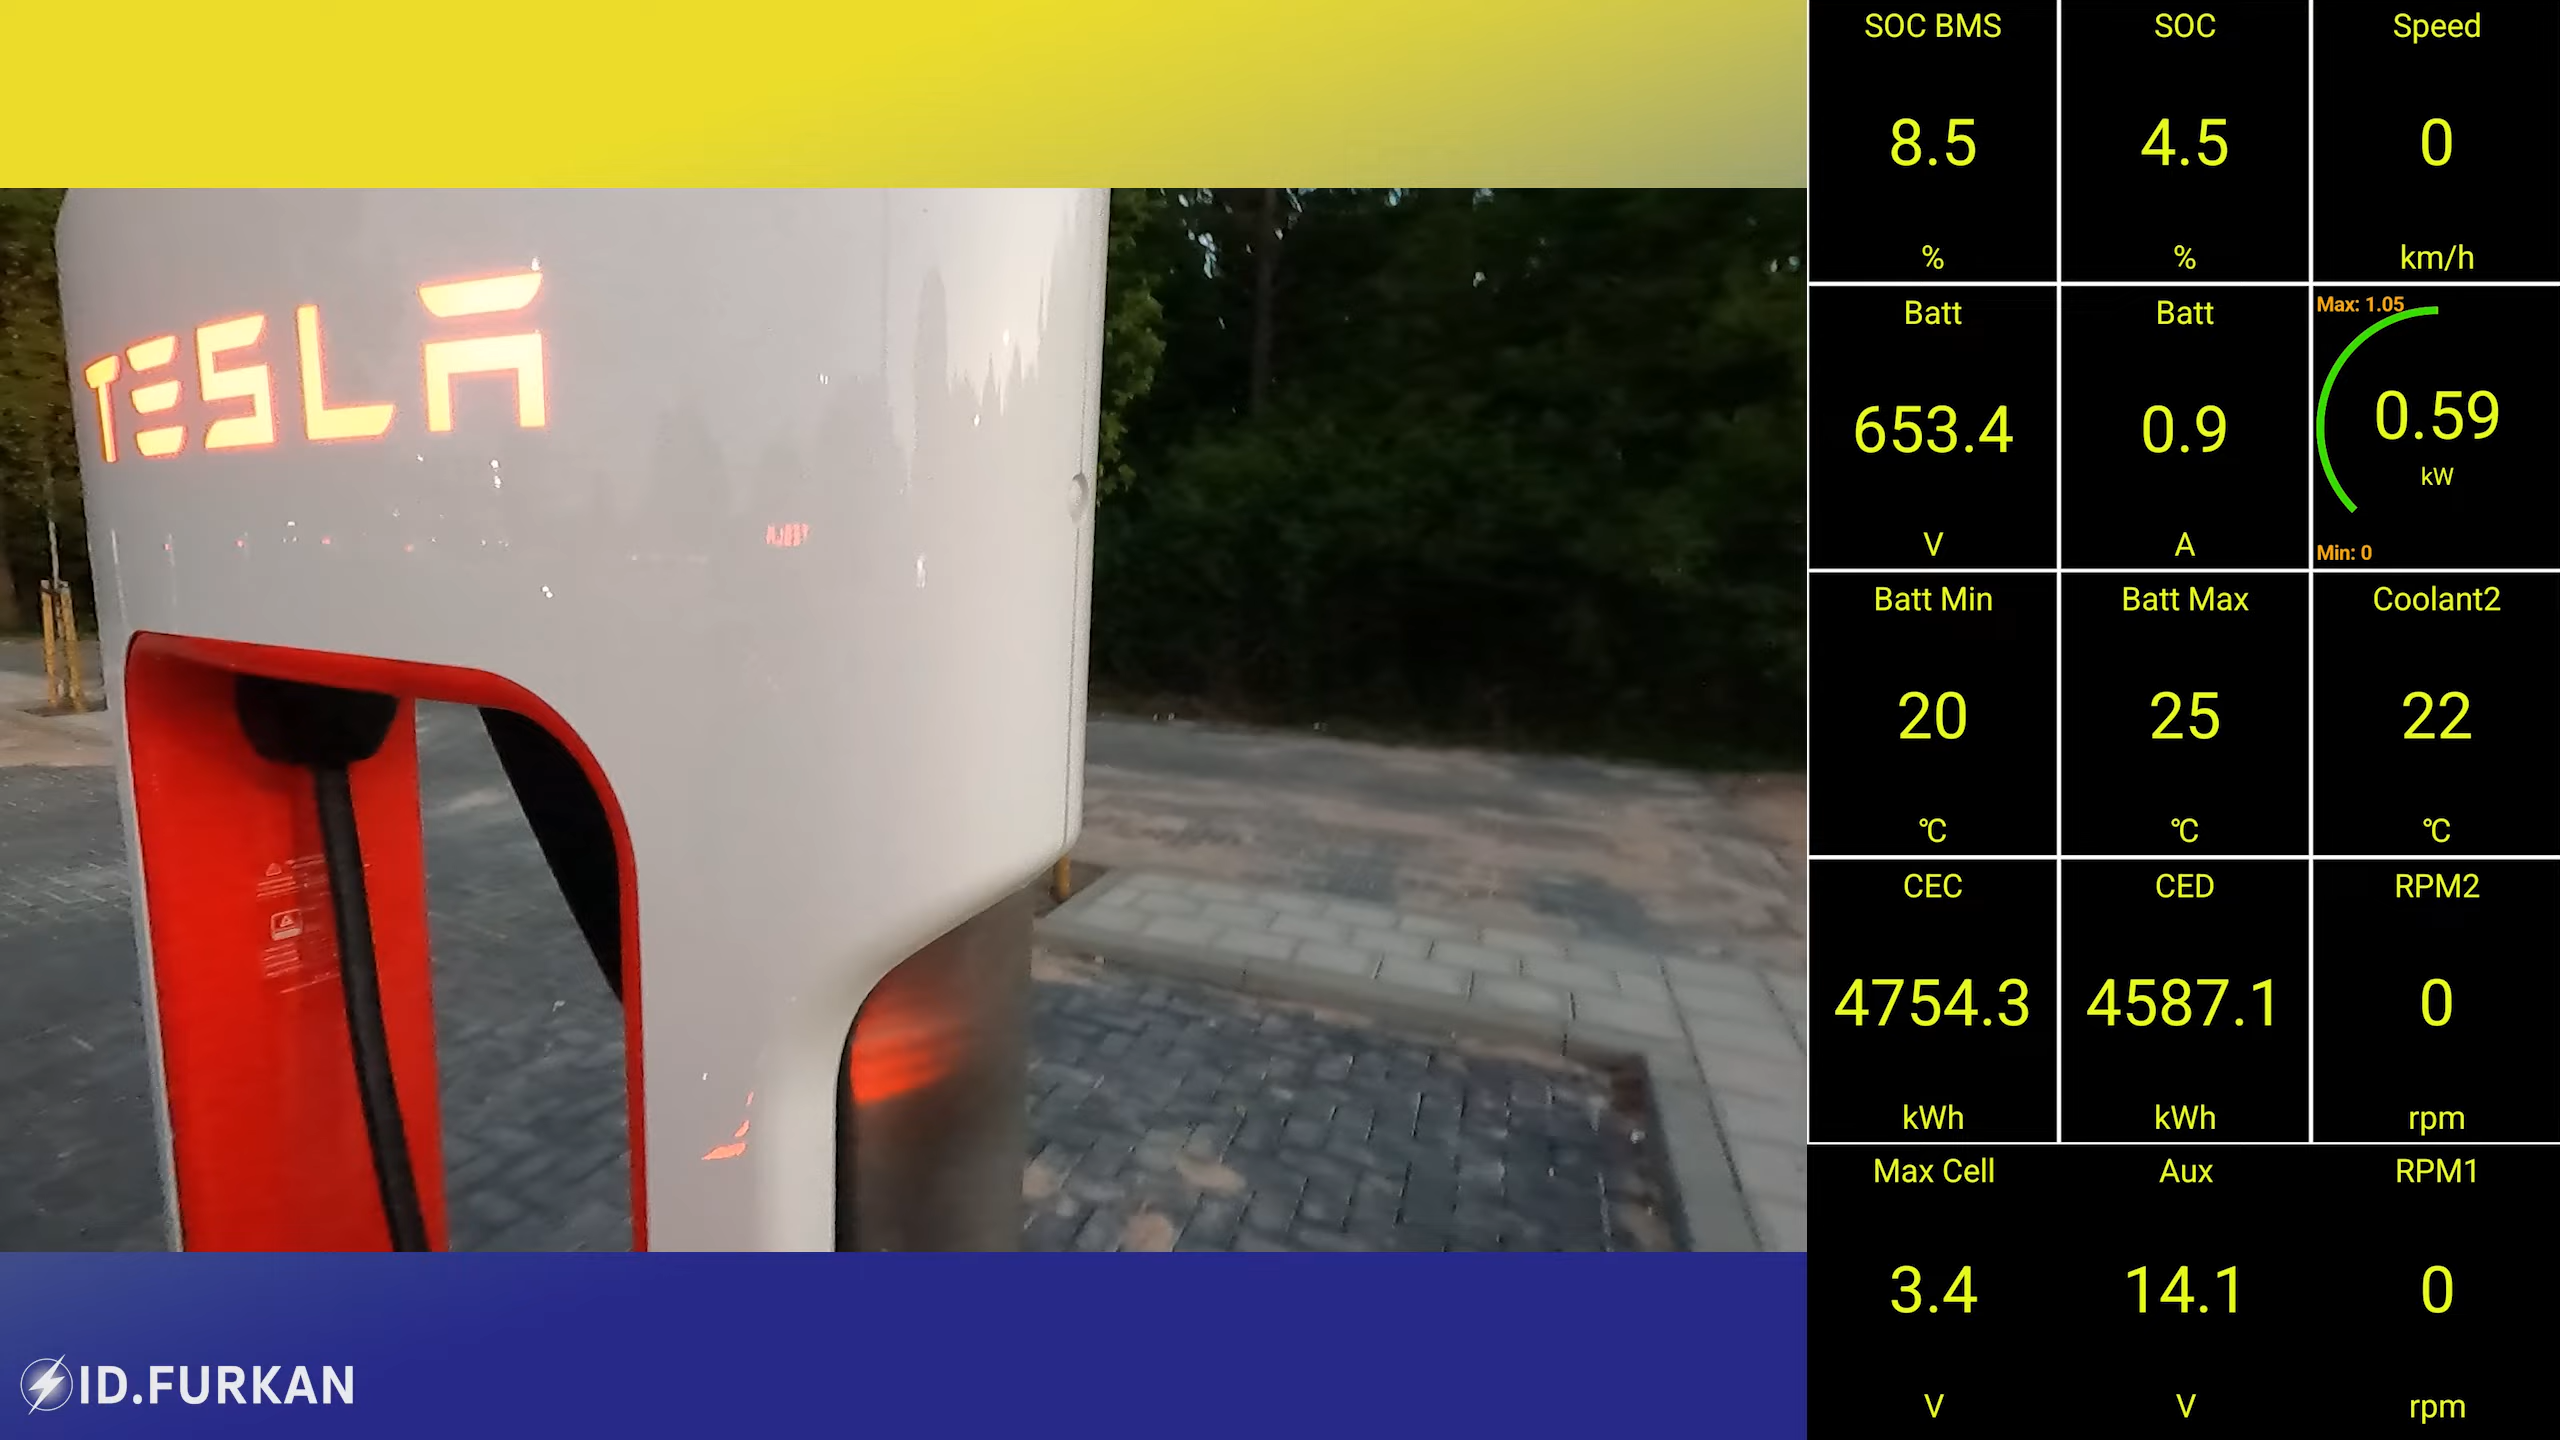 TESLA
ID.FURKAN
SOC BMS
8.5
%
SOC
4.5
%
Speed
0
km/h
Batt
653.4
V
Batt
0.9
A
Max: 1.05
0.59
kW
Min: 0
Batt Min
20
℃
Batt Max
25
℃
Coolant2
22
℃
CEC
4754.3
kWh
CED
4587.1
kWh
RPM2
0
rpm
Max Cell
3.4
V
Aux
14.1
V
RPM1
0
rpm